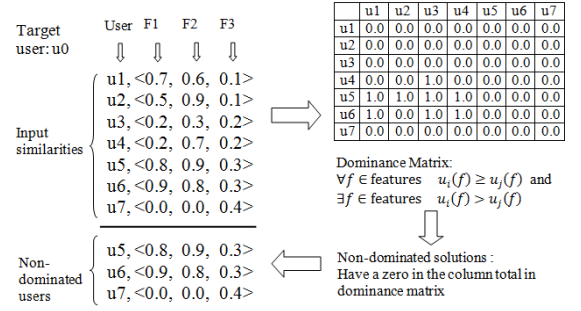 Target
user: u0
User F1 F2 F3
Input
similarities
u1, <0.7, 0.6, 0.1>
u2, <0.5, 0.9, 0.1>
u3, <0.2, 0.3, 0.2>
u4, <0.2, 0.7, 0.2>
u5, <0.8, 0.9, 0.3>
u6, <0.9, 0.8, 0.3>
u7, <0.0, 0.0, 0.4>
u1 u2 u3 u4 u5 u6 u7
u1 0.0 0.0 0.0 0.0 0.0 0.0 0.0
u2 0.0 0.0 0.0 0.0 0.0 0.0 0.0
u3 0.0 0.0 0.0 0.0 0.0 0.0 0.0
u4 0.0 0.0 1.0 0.0 0.0 0.0 0.0
u5 1.0 1.0 1.0 1.0 0.0 0.0 0.0
u6 1.0 0.0 1.0 1.0 0.0 0.0 0.0
u7 0.0 0.0 0.0 0.0 0.0 0.0 0.0
Dominance Matrix:
∀f ∈ features uᵢ(f) ≥ uⱼ(f) and
∃f ∈ features uᵢ(f) > uⱼ(f)
Non-dominated solutions :
Have a zero in the column total in
dominance matrix
Non-
dominated
users
u5, <0.8, 0.9, 0.3>
u6, <0.9, 0.8, 0.3>
u7, <0.0, 0.0, 0.4>